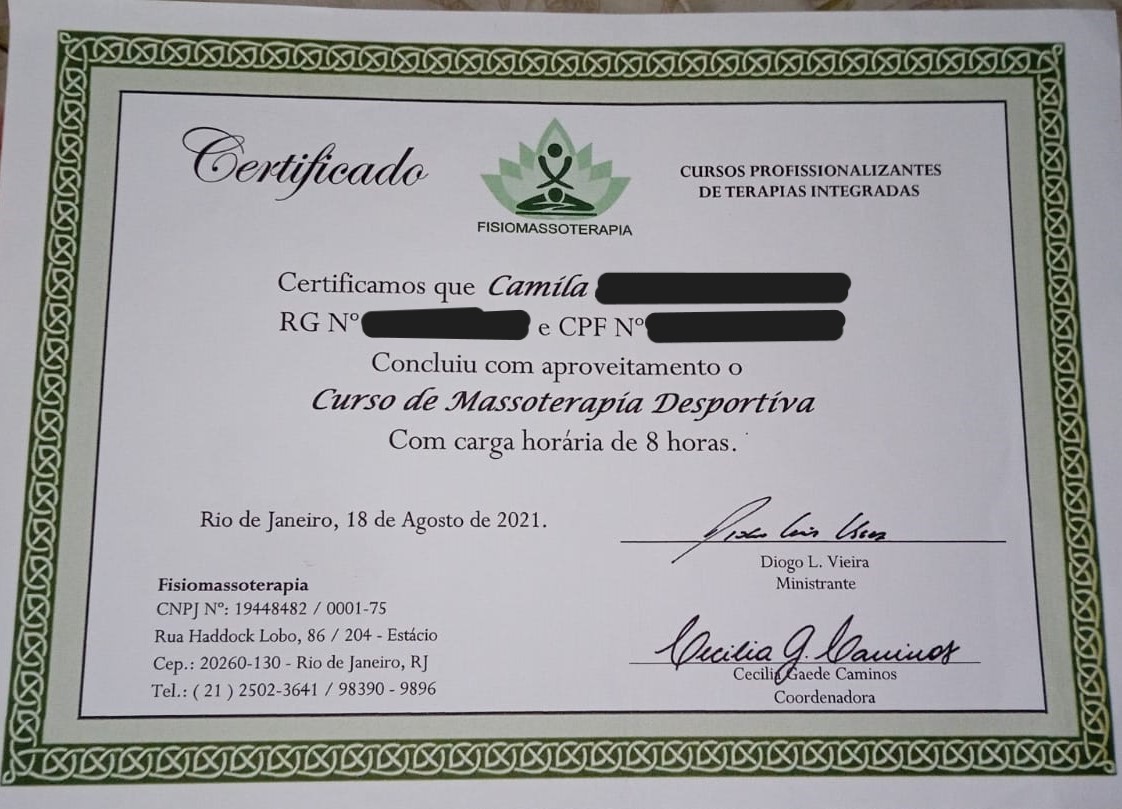 Certificado
FISIOMASSOTERAPIA
CURSOS PROFISSIONALIZANTES
DE TERAPIAS INTEGRADAS
Certificamos que Camila
RG Nº e CPF Nº
Concluiu com aproveitamento o
Curso de Massoterapia Desportiva
Com carga horária de 8 horas.
Rio de Janeiro, 18 de Agosto de 2021.
Diogo L. Vieira
Ministrante
Fisiomassoterapia
CNPJ Nº: 19448482 / 0001-75
Rua Haddock Lobo, 86 / 204 - Estácio
Cep.: 20260-130 - Rio de Janeiro, RJ
Tel.: ( 21 ) 2502-3641 / 98390 - 9896
Cecilia G. Caminos
Cecilia Gaede Caminos
Coordenadora